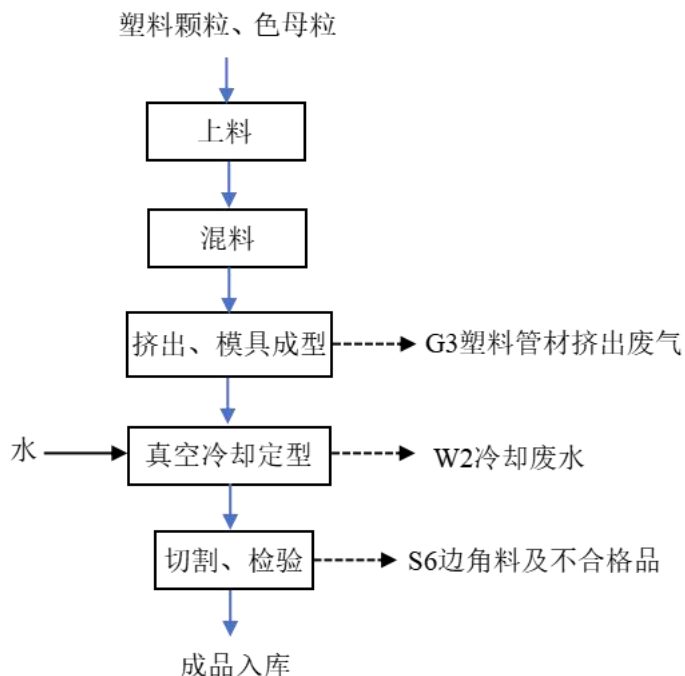 塑料颗粒、色母粒
上料
混料
挤出、模具成型
G3塑料管材挤出废气
水
真空冷却定型
W2冷却废水
切割、检验
S6边角料及不合格品
成品入库